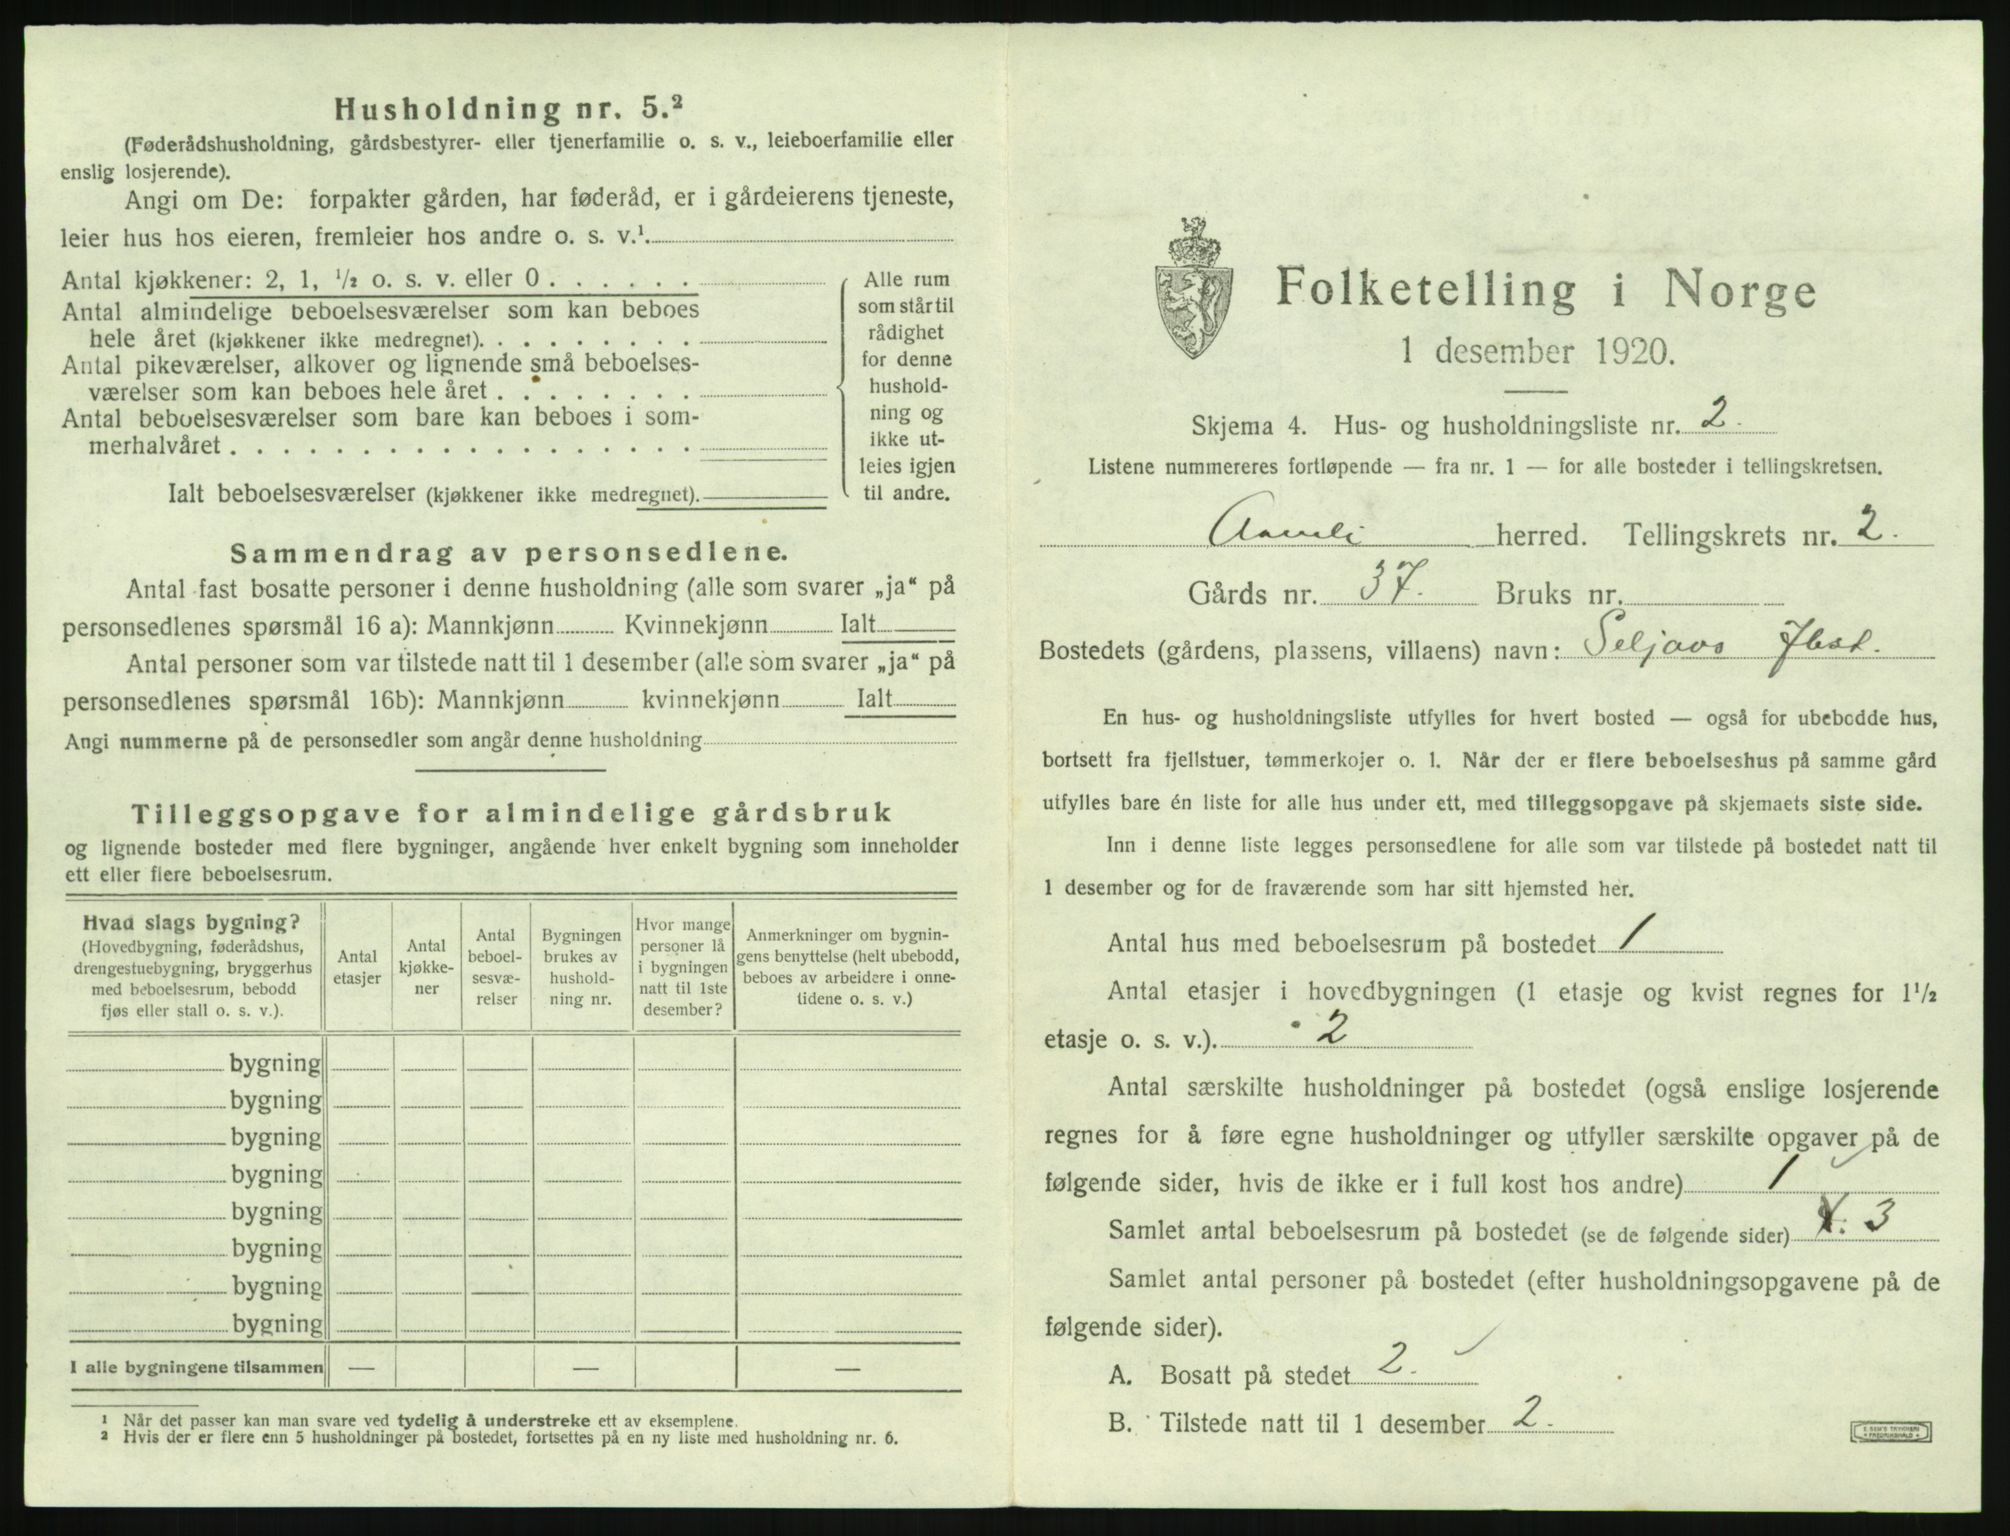 Husholdning nr. 5.²
(Føderådshusholdning, gårdsbestyrer- eller tjenerfamilie o. s. v., leieboerfamilie eller
enslig losjerende).
Angi om De: forpakter gården, har føderåd, er i gårdeierens tjeneste,
leier hus hos eieren, fremleier hos andre o. s. v.¹.
Antal kjøkkener: 2, 1, ½ o. s. v. eller 0 . . . . . .
Antal almindelige beboelsesværelser som kan beboes
hele året (kjøkkener ikke medregnet). . . . . . . . .
Antal pikeværelser, alkover og lignende små beboelses-
værelser som kan beboes hele året . . . . . . . .
Antal beboelsesværelser som bare kan beboes i som-
merhalvåret . . . . . . . . . . . . . . . . . .
Ialt beboelsesværelser (kjøkkener ikke medregnet).
Alle rum
som står til
rådighet
for denne
hushold-
ning og
ikke ut-
leies igjen
til andre.
Sammendrag av personsedlene.
Antal fast bosatte personer i denne husholdning (alle som svarer „ja“ på
personsedlenes spørsmål 16 a): Mannkjønn Kvinnekjønn Ialt
Antal personer som var tilstede natt til 1 desember (alle som svarer „ja“ på
personsedlenes spørsmål 16b): Mannkjønn kvinnekjønn Ialt
Angi nummerne på de personsedler som angår denne husholdning
Tilleggsopgave for almindelige gårdsbruk
og lignende bosteder med flere bygninger, angående hver enkelt bygning som inneholder
ett eller flere beboelsesrum.
Hvad slags bygning?
(Hovedbygning, føderådshus,
drengestuebygning, bryggerhus
med beboelsesrum, bebodd
fjøs eller stall o. s. v.).
Antal
etasjer
Antal
kjøkke-
ner
Antal
beboel-
sesvæ-
relser
Bygningen
brukes av
hushold-
ning nr.
Hvor mange
personer lå
i bygningen
natt til 1ste
desember?
Anmerkninger om bygnin-
gens benyttelse (helt ubebodd,
beboes av arbeidere i onne-
tidene o. s. v.)
bygning
bygning
bygning
bygning
bygning
bygning
bygning
bygning
I alle bygningene tilsammen — — —
¹ Når det passer kan man svare ved tydelig å understreke ett av eksemplene.
² Hvis der er flere enn 5 husholdninger på bostedet, fortsettes på en ny liste med husholdning nr. 6.
Folketelling i Norge
1 desember 1920.
Skjema 4. Hus- og husholdningsliste nr. 2.
Listene nummereres fortløpende — fra nr. 1 — for alle bosteder i tellingskretsen.
Aamli herred. Tellingskrets nr. 2.
Gårds nr. 37. Bruks nr.
Bostedets (gårdens, plassens, villaens) navn: Seljaas
En hus- og husholdningsliste utfylles for hvert bosted — også for ubebodde hus,
bortsett fra fjellstuer, tømmerkojer o. l. Når der er flere beboelseshus på samme gård
utfylles bare én liste for alle hus under ett, med tilleggsopgave på skjemaets siste side.
Inn i denne liste legges personsedlene for alle som var tilstede på bostedet natt til
1 desember og for de fraværende som har sitt hjemsted her.
Antal hus med beboelsesrum på bostedet 1
Antal etasjer i hovedbygningen (1 etasje og kvist regnes for 1½
etasje o. s. v.). 2
Antal særskilte husholdninger på bostedet (også enslige losjerende
regnes for å føre egne husholdninger og utfyller særskilte opgaver på de
følgende sider, hvis de ikke er i full kost hos andre) 1
Samlet antal beboelsesrum på bostedet (se de følgende sider) 3
Samlet antal personer på bostedet (efter husholdningsopgavene på de
følgende sider).
A. Bosatt på stedet 2.
B. Tilstede natt til 1 desember 2.